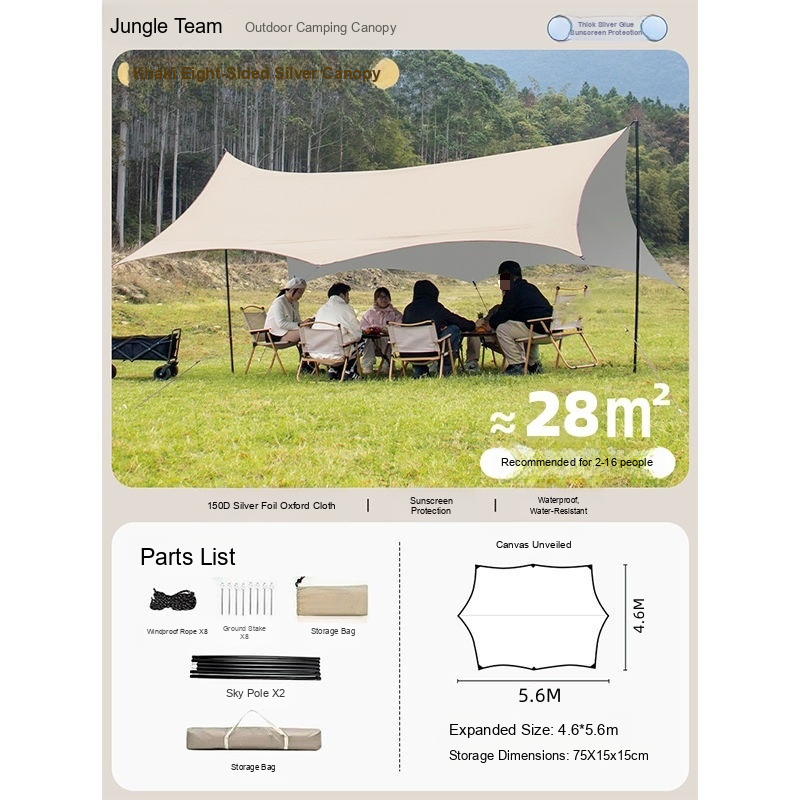 Jungle Team
Outdoor Camping Canopy
Thick Silver Glue
Sunscreen Protection
Khaki Eight-Sided Silver Canopy
≈28m²
Recommended for 2-16 people
150D Silver Foil Oxford Cloth
Sunscreen
Protection
Waterproof,
Water-Resistant
Parts List
Windproof Rope X8
Ground Stake
X8
Storage Bag
Sky Pole X2
Storage Bag
Canvas Unveiled
4.6M
5.6M
Expanded Size: 4.6*5.6m
Storage Dimensions: 75X15x15cm